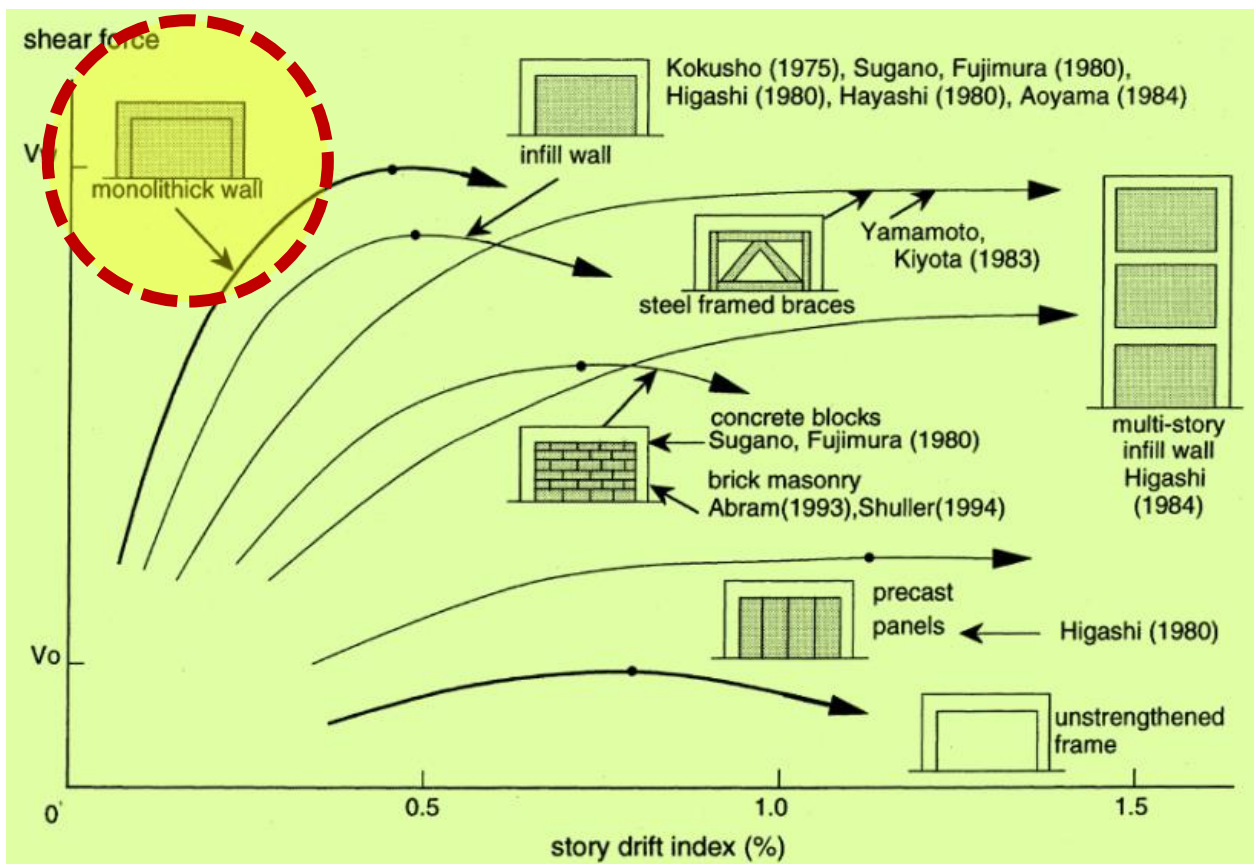 shear force
Kokusho (1975), Sugano, Fujimura (1980),
Higashi (1980), Hayashi (1980), Aoyama (1984)
Vw
monolithick wall
infill wall
Yamamoto,
Kiyota (1983)
steel framed braces
concrete blocks
Sugano, Fujimura (1980)
brick masonry
Abram(1993),Shuller(1994)
multi-story
infill wall
Higashi
(1984)
precast
panels
Higashi (1980)
Vo
unstrengthened
frame
0
0.5
1.0
1.5
story drift index (%)